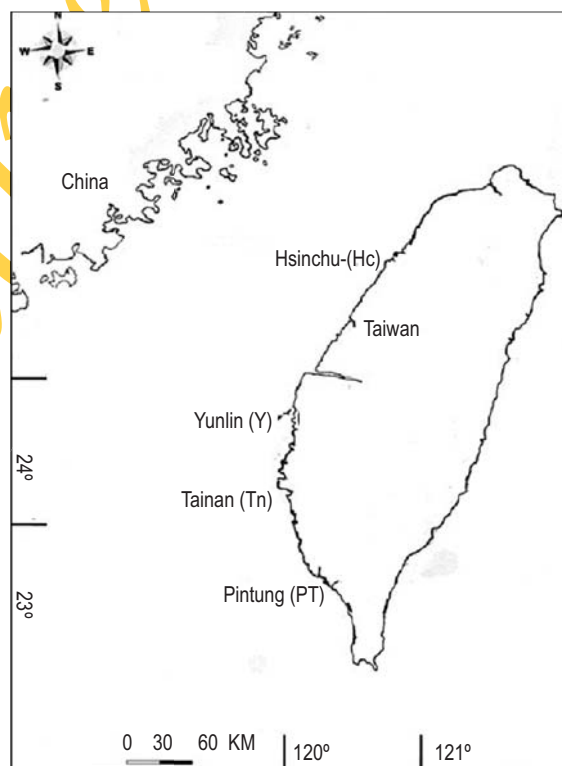 N
W E
S
China
Hsinchu-(Hc)
Taiwan
Yunlin (Y)
24º
Tainan (Tn)
Pintung (PT)
23º
0 30 60 KM
120º
121º